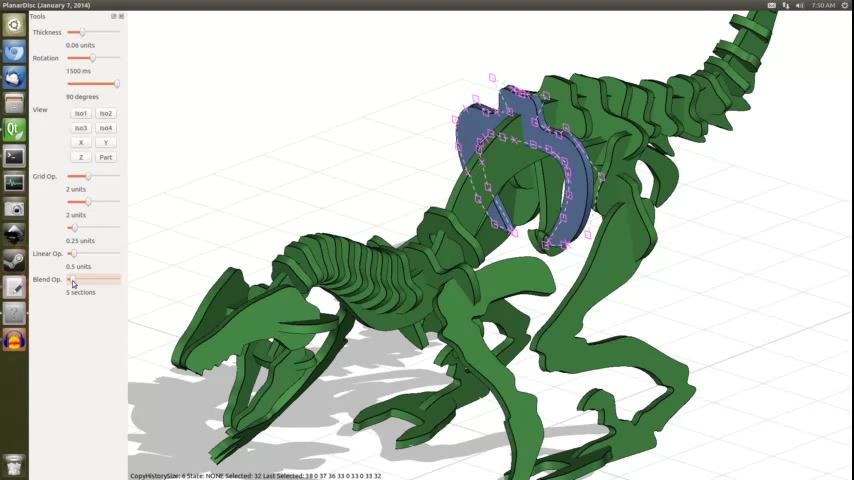 PlanarDisc (January 7, 2014)
7:50 AM
Tools
Thickness
0.06 units
Rotation
1500 ms
90 degrees
View
Iso1 Iso2
Iso3 Iso4
X Y
Z Part
Grid Op.
2 units
2 units
0.25 units
Linear Op.
0.5 units
Blend Op.
5 sections
Qt
CopyHistorySize: 6 State: NONE Selected: 32 Last Selected: 38 0 37 36 33 0 33 0 33 32